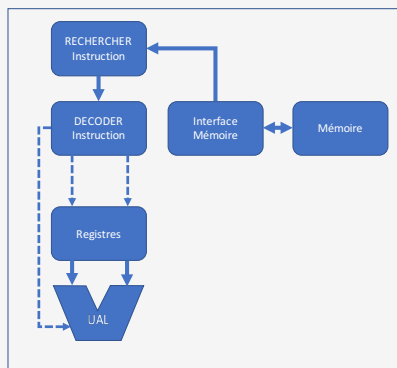 RECHERCHER
Instruction
DECODER
Instruction
Interface
Mémoire
Mémoire
Registres
UAL